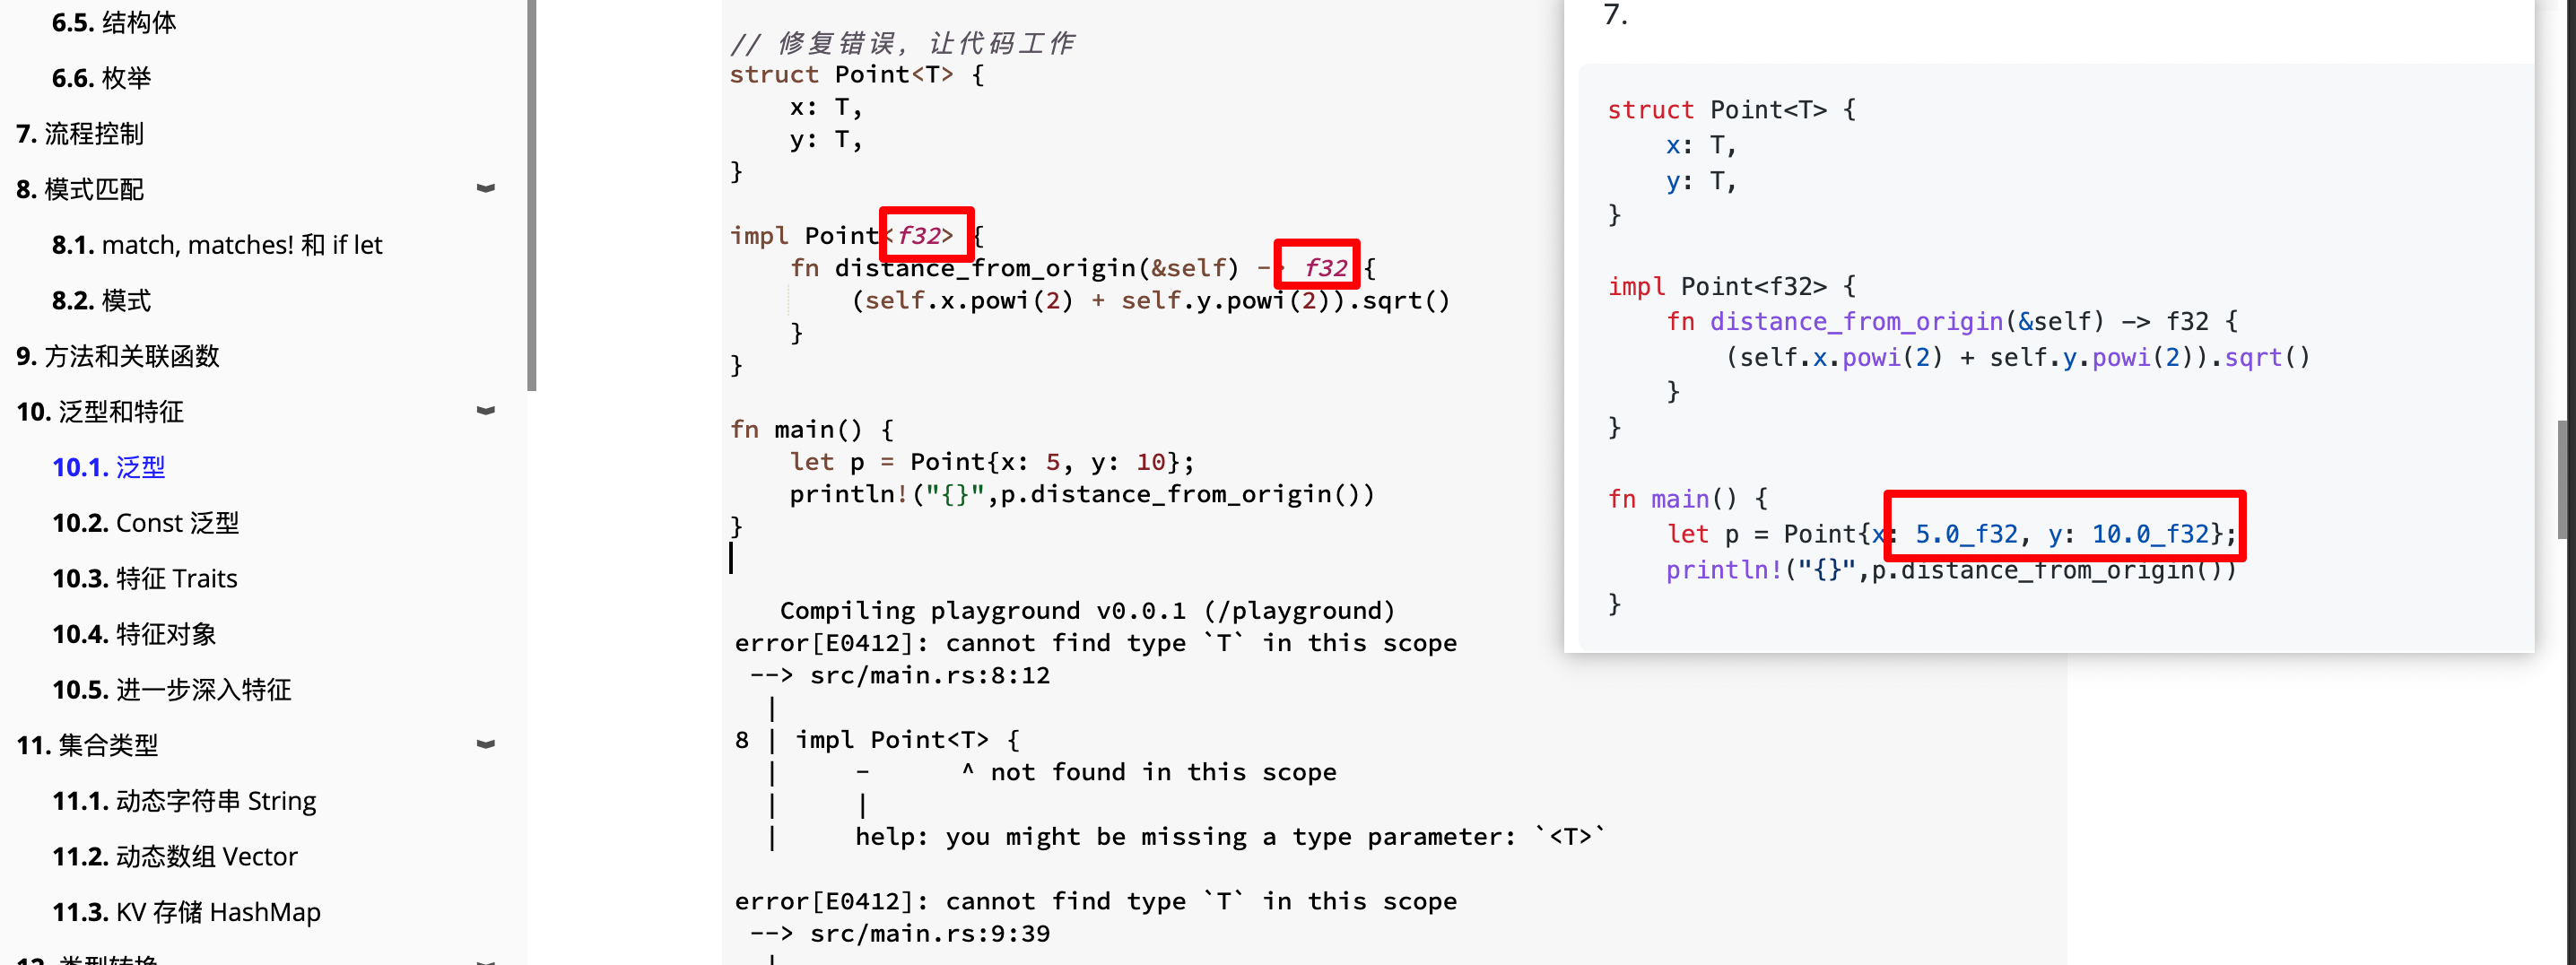 6.5. 结构体
6.6. 枚举
7. 流程控制
8. 模式匹配
8.1. match, matches! 和 if let
8.2. 模式
9. 方法和关联函数
10. 泛型和特征
10.1. 泛型
10.2. Const 泛型
10.3. 特征 Traits
10.4. 特征对象
10.5. 进一步深入特征
11. 集合类型
11.1. 动态字符串 String
11.2. 动态数组 Vector
11.3. KV 存储 HashMap
12. 类型转换
// 修复错误，让代码工作
struct Point<T> {
    x: T,
    y: T,
}
impl Point<f32> {
    fn distance_from_origin(&self) -> f32 {
        (self.x.powi(2) + self.y.powi(2)).sqrt()
    }
}
fn main() {
    let p = Point{x: 5, y: 10};
    println!("{}",p.distance_from_origin())
}
   Compiling playground v0.0.1 (/playground)
error[E0412]: cannot find type `T` in this scope
 --> src/main.rs:8:12
  |
8 | impl Point<T> {
  |     -      ^ not found in this scope
  |     |
  |     help: you might be missing a type parameter: `<T>`
error[E0412]: cannot find type `T` in this scope
 --> src/main.rs:9:39
  |
7.
struct Point<T> {
    x: T,
    y: T,
}
impl Point<f32> {
    fn distance_from_origin(&self) -> f32 {
        (self.x.powi(2) + self.y.powi(2)).sqrt()
    }
}
fn main() {
    let p = Point{x: 5.0_f32, y: 10.0_f32};
    println!("{}",p.distance_from_origin())
}